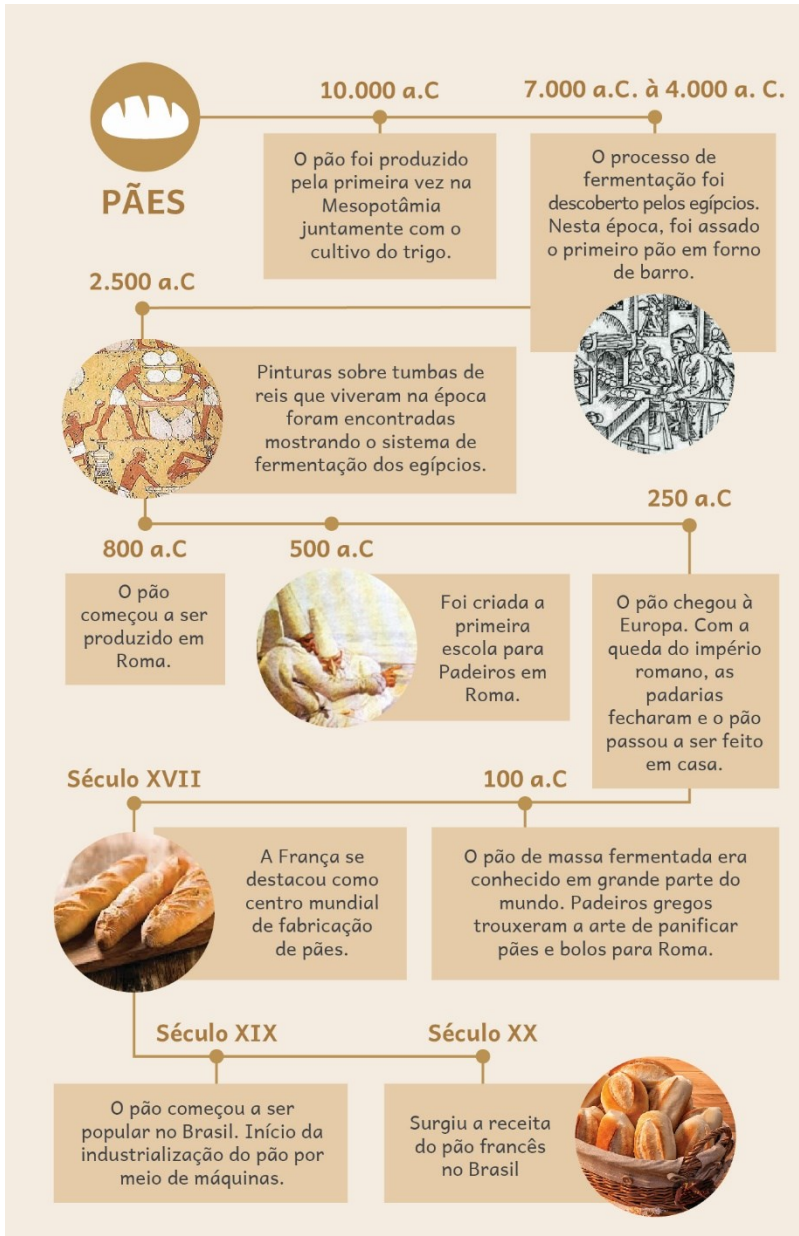 PÃES
10.000 a.C
O pão foi produzido
pela primeira vez na
Mesopotâmia
juntamente com o
cultivo do trigo.
7.000 a.C. à 4.000 a. C.
O processo de
fermentação foi
descoberto pelos egípcios.
Nesta época, foi assado
o primeiro pão em forno
de barro.
2.500 a.C
Pinturas sobre tumbas de
reis que viveram na época
foram encontradas
mostrando o sistema de
fermentação dos egípcios.
800 a.C
O pão
começou a ser
produzido em
Roma.
500 a.C
Foi criada a
primeira
escola para
Padeiros em
Roma.
250 a.C
O pão chegou à
Europa. Com a
queda do império
romano, as
padarias
fecharam e o pão
passou a ser feito
em casa.
100 a.C
O pão de massa fermentada era
conhecido em grande parte do
mundo. Padeiros gregos
trouxeram a arte de panificar
pães e bolos para Roma.
Século XVII
A França se
destacou como
centro mundial
de fabricação
de pães.
Século XIX
O pão começou a ser
popular no Brasil. Início da
industrialização do pão por
meio de máquinas.
Século XX
Surgiu a receita
do pão francês
no Brasil